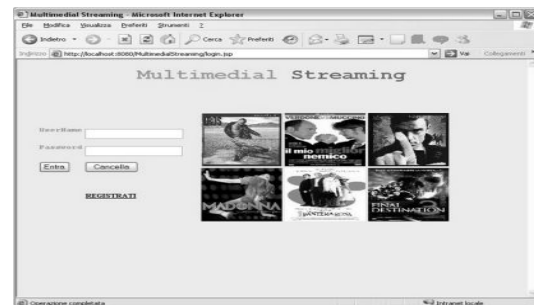 Multimedial Streaming - Microsoft Internet Explorer
File Modifica Visualizza Preferiti Strumenti ?
Indietro Cerca Preferiti
Indirizzo http://localhost:8080/MultimedialStreaming/login.jsp Vai Collegamenti
Multimedial Streaming
UserName
Password
Entra Cancella
REGISTRATI
il mio miglior
nemico
MADONNA
PANTERA ROSA
FINAL
DESTINATION
Operazione completata Intranet locale